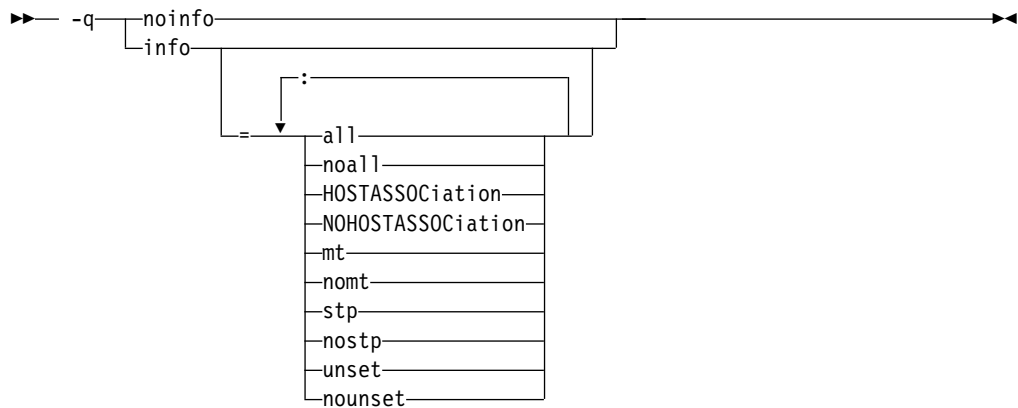 -q noinfo
info
:
= all
noall
HOSTASSOCiation
NOHOSTASSOCiation
mt
nomt
stp
nostp
unset
nounset